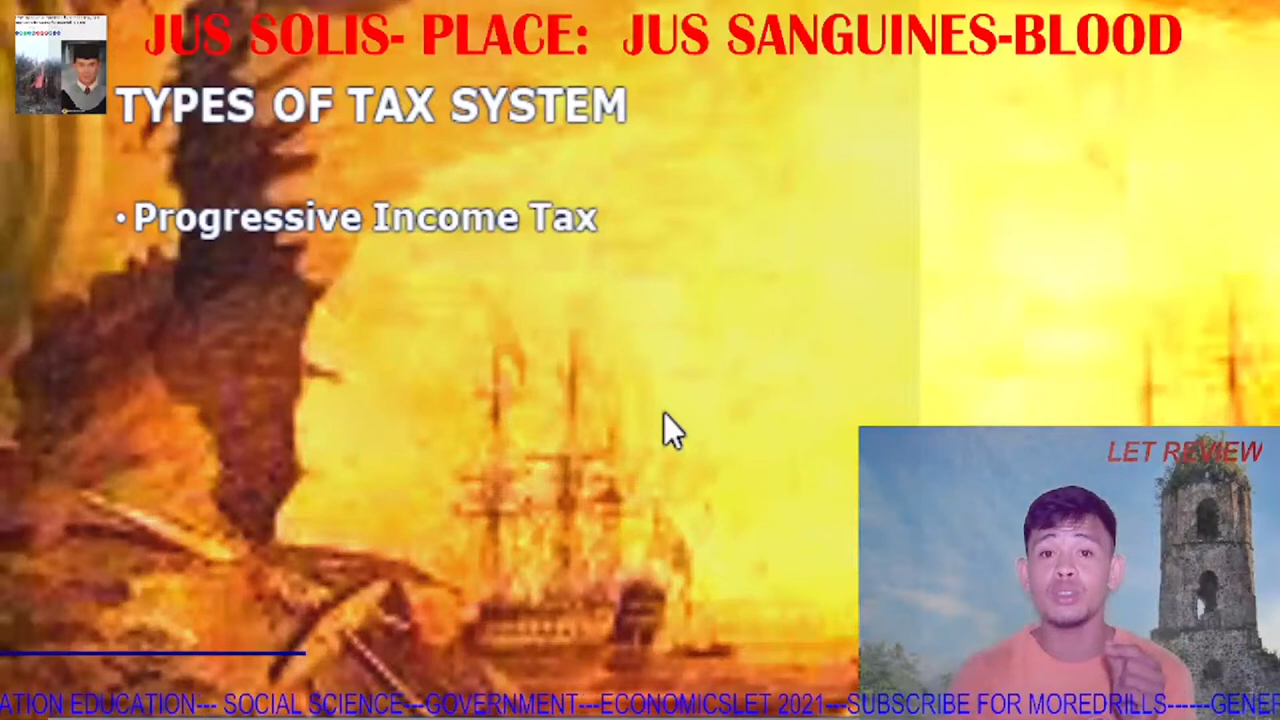 JUS SOLIS- PLACE: JUS SANGUINES-BLOOD
TYPES OF TAX SYSTEM
• Progressive Income Tax
LET REVIEW
ATION EDUCATION--- SOCIAL SCIENCE---GOVERNMENT---ECONOMICSLET 2021---SUBSCRIBE FOR MOREDRILLS------GENE